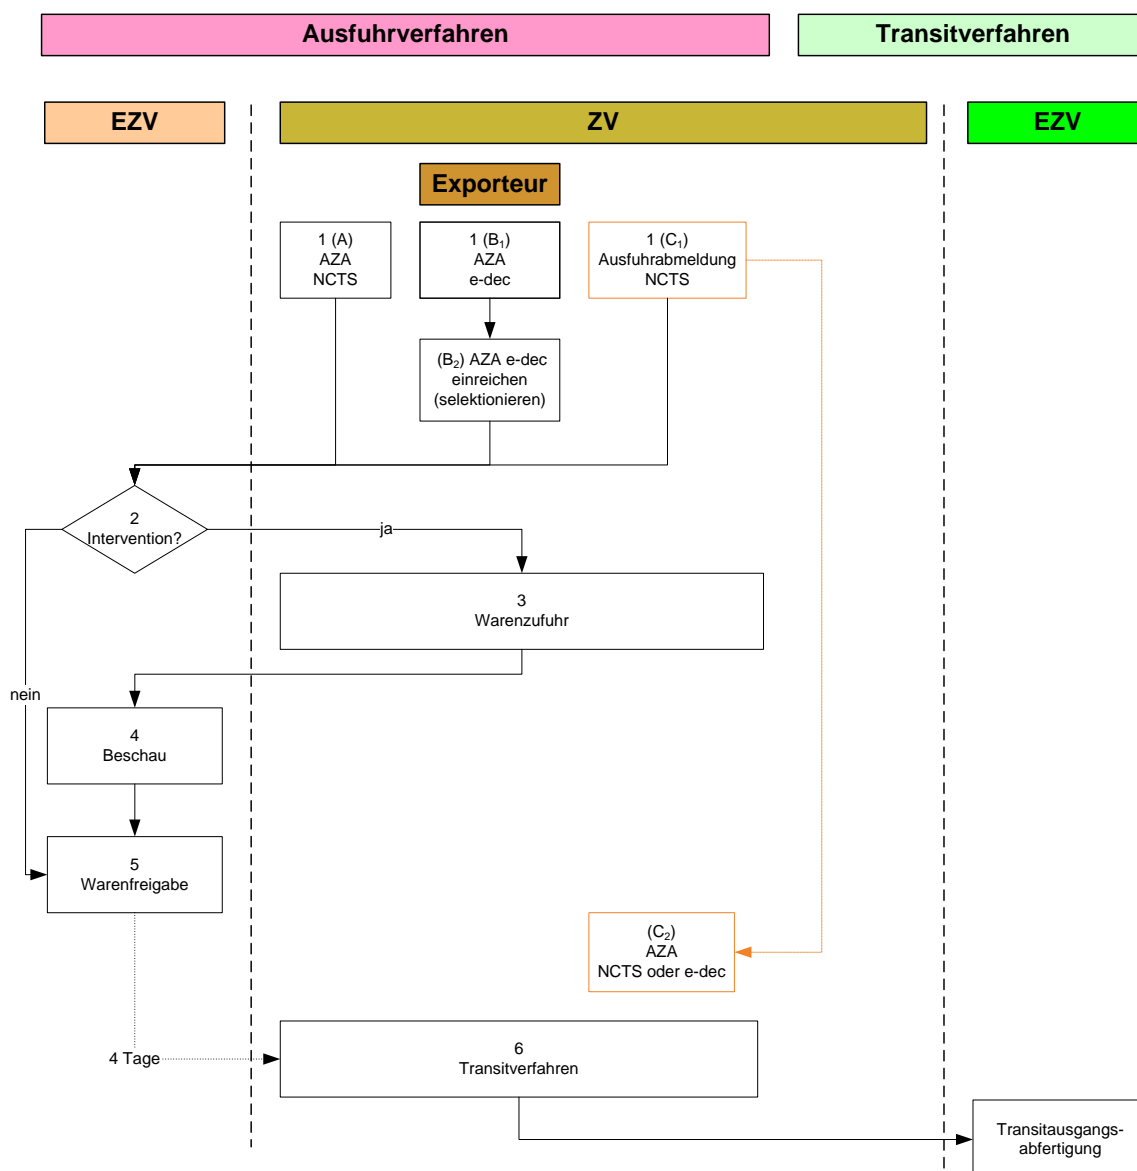 Ausfuhrverfahren
Transitverfahren
EZV
ZV
EZV
Exporteur
1 (A)
AZA
NCTS
1 (B₁)
AZA
e-dec
1 (C₁)
Ausfuhrabmeldung
NCTS
(B₂) AZA e-dec
einreichen
(selektionieren)
2
Intervention?
ja
3
Warenzufuhr
nein
4
Beschau
5
Warenfreigabe
(C₂)
AZA
NCTS oder e-dec
4 Tage
6
Transitverfahren
Transitausgangs-
abfertigung